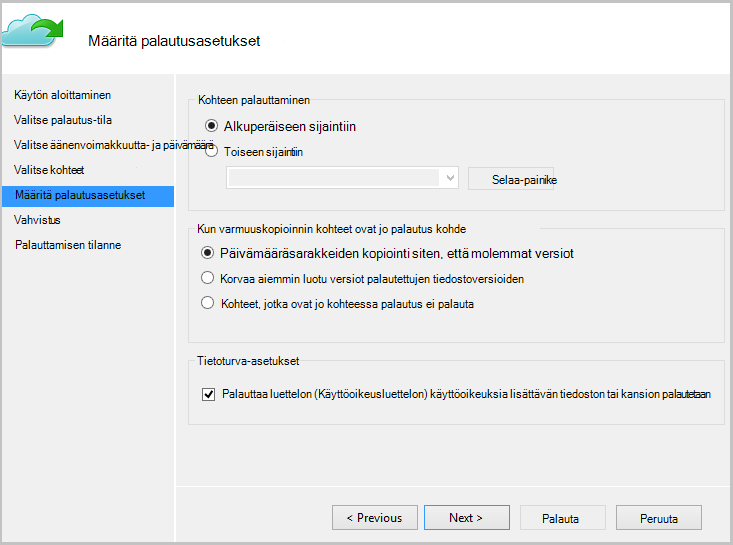 Määritä palautusasetukset
Käytön aloittaminen
Valitse palautus-tila
Valitse äänenvoimakkuutta- ja päivämäärä
Valitse kohteet
Määritä palautusasetukset
Vahvistus
Palauttamisen tilanne
Kohteen palauttaminen
Alkuperäiseen sijaintiin
Toiseen sijaintiin
Selaa-painike
Kun varmuuskopioinnin kohteet ovat jo palautus kohde
Päivämääräsarakkeiden kopiointi siten, että molemmat versiot
Korvaa aiemmin luotu versiot palautettujen tiedostoversioiden
Kohteet, jotka ovat jo kohteessa palautus ei palauta
Tietoturva-asetukset
Palauttaa luettelon (Käyttöoikeusluettelon) käyttöoikeuksia lisättävän tiedoston tai kansion palautetaan
< Previous
Next >
Palauta
Peruuta